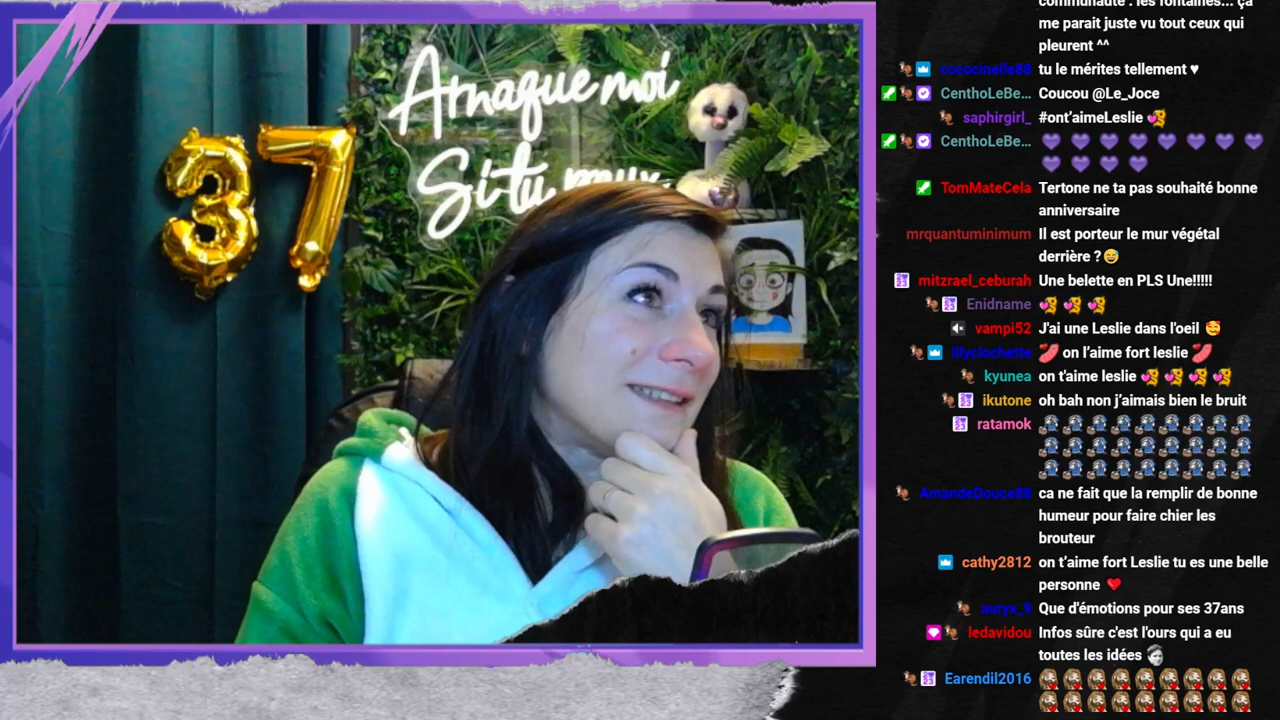 37
Arnaque moi
Si tu peux
communauté : les fontaines... ça
me parait juste vu tout ceux qui
pleurent ^^
cococinelle88 tu le mérites tellement ♥
CenthoLeBe... Coucou @Le_Joce
saphirgirl_ #ont'aimeLeslie
CenthoLeBe...
TomMateCela Tertone ne ta pas souhaité bonne
anniversaire
mrquantuminimum Il est porteur le mur végétal
derrière ?
mitzrael_ceburah Une belette en PLS Une!!!!!
Enidname
vampi52 J'ai une Leslie dans l'oeil
lilyclochette on l'aime fort leslie
kyunea on t'aime leslie
ikutone oh bah non j'aimais bien le bruit
ratamok
AmandeDouce88 ca ne fait que la remplir de bonne
humeur pour faire chier les
brouteur
cathy2812 on t'aime fort Leslie tu es une belle
personne
auryx_9 Que d'émotions pour ses 37ans
ledavidou Infos sûre c'est l'ours qui a eu
toutes les idées
Earendil2016